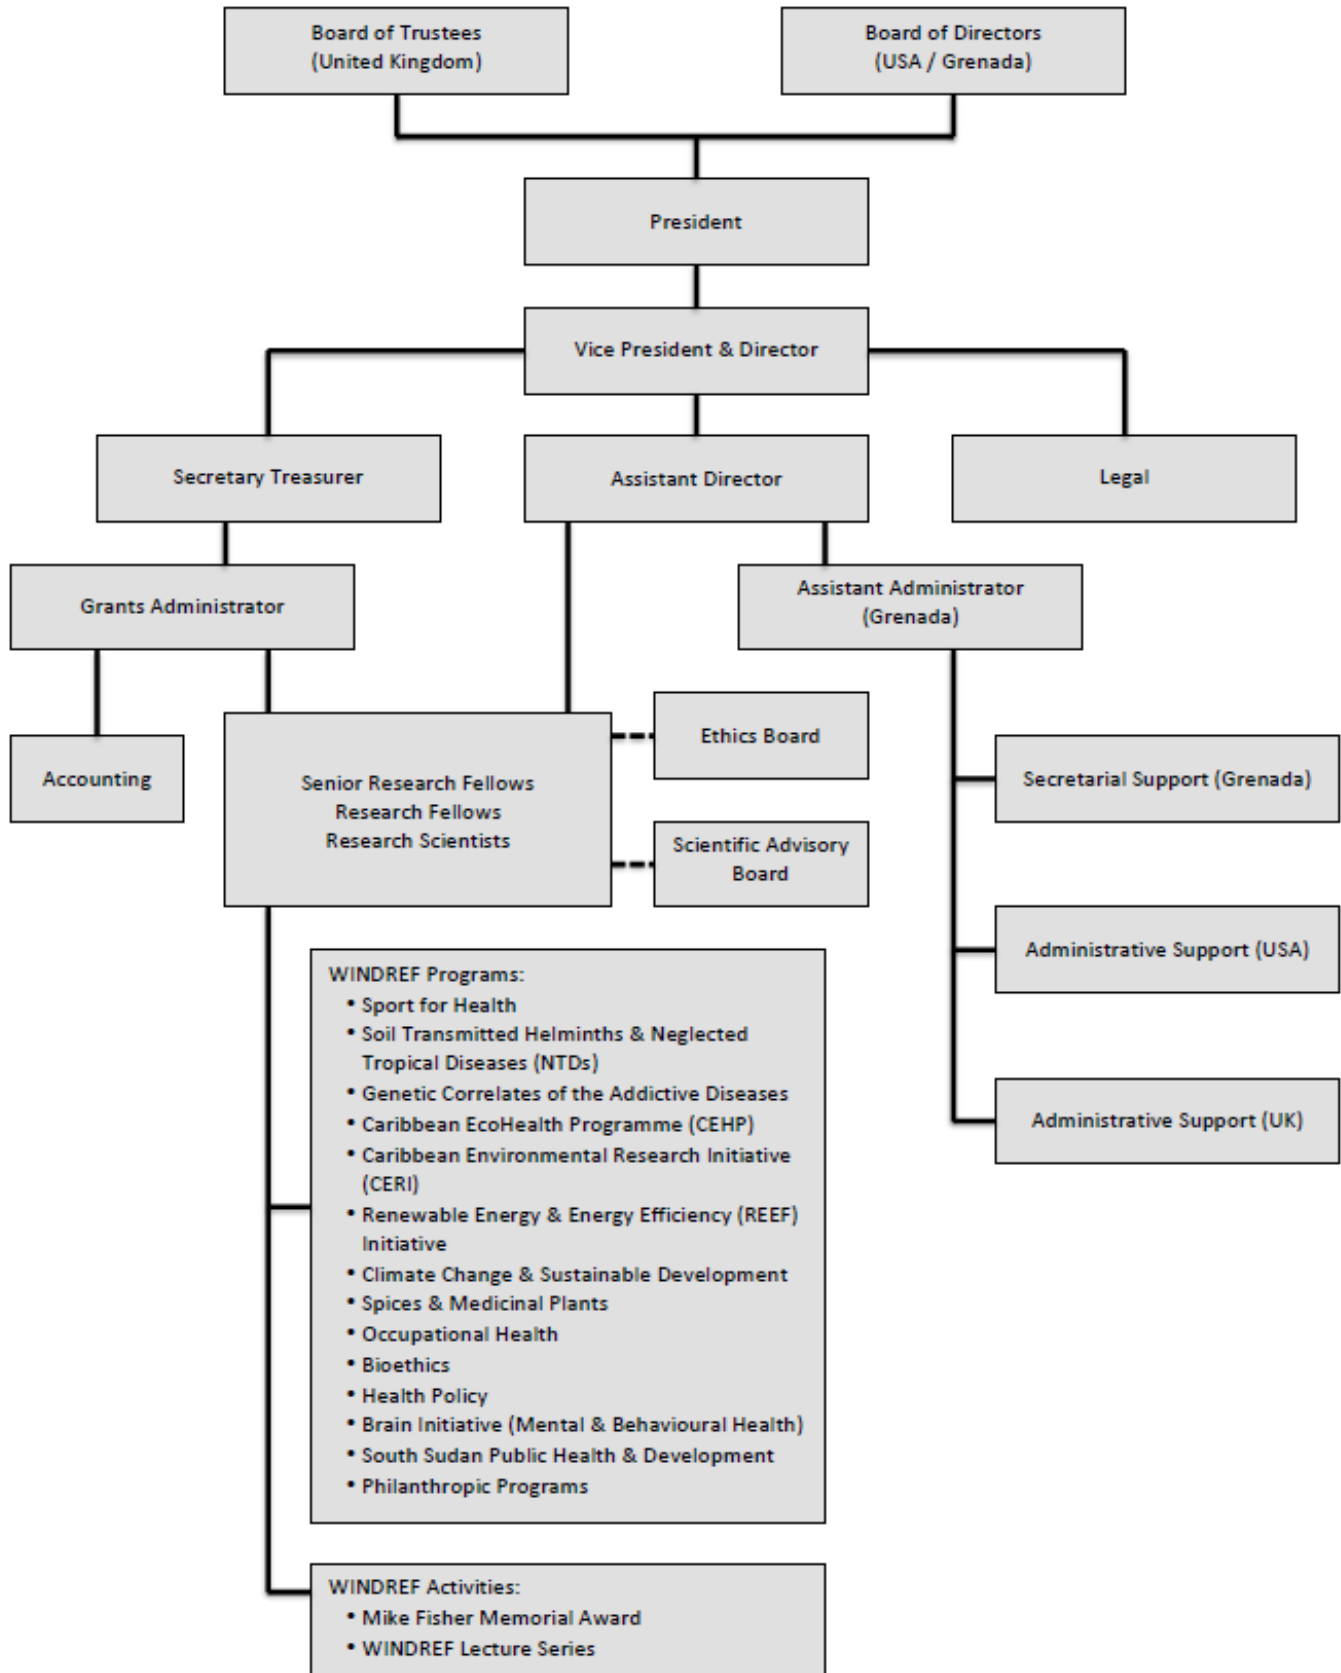 Board of Trustees
(United Kingdom)
Board of Directors
(USA / Grenada)
President
Vice President & Director
Secretary Treasurer
Assistant Director
Legal
Grants Administrator
Assistant Administrator
(Grenada)
Accounting
Senior Research Fellows
Research Fellows
Research Scientists
Ethics Board
Scientific Advisory
Board
Secretarial Support (Grenada)
Administrative Support (USA)
Administrative Support (UK)
WINDREF Programs:
• Sport for Health
• Soil Transmitted Helminths & Neglected
Tropical Diseases (NTDs)
• Genetic Correlates of the Addictive Diseases
• Caribbean EcoHealth Programme (CEHP)
• Caribbean Environmental Research Initiative
(CERI)
• Renewable Energy & Energy Efficiency (REEF)
Initiative
• Climate Change & Sustainable Development
• Spices & Medicinal Plants
• Occupational Health
• Bioethics
• Health Policy
• Brain Initiative (Mental & Behavioural Health)
• South Sudan Public Health & Development
• Philanthropic Programs
WINDREF Activities:
• Mike Fisher Memorial Award
• WINDREF Lecture Series